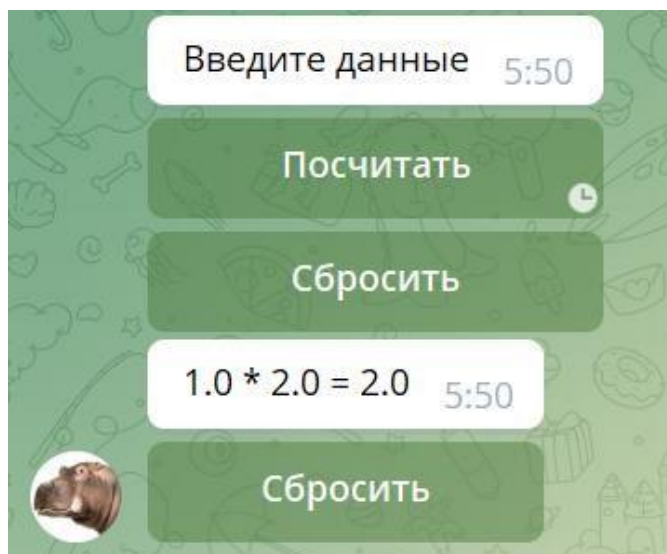 Введите данные 5:50
Посчитать
Сбросить
1.0 * 2.0 = 2.0 5:50
Сбросить